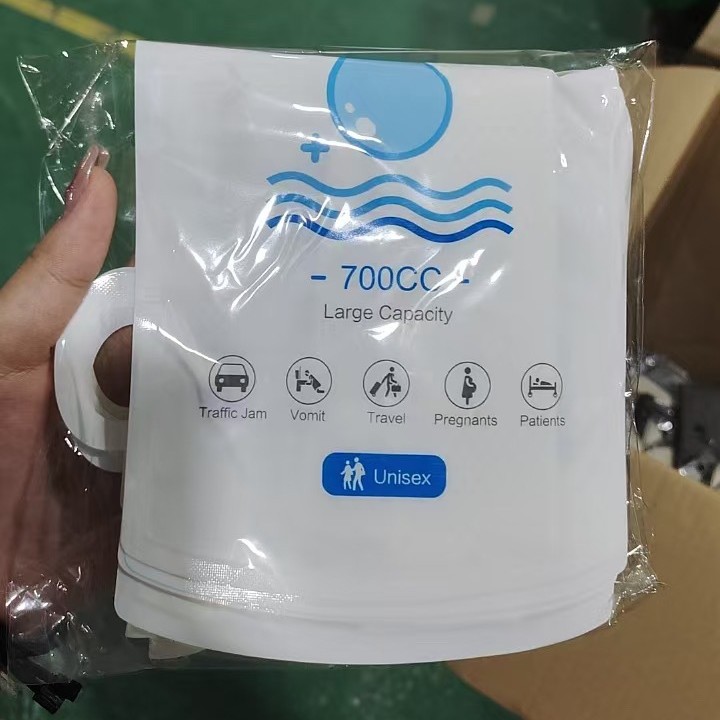 - 700CC -
Large Capacity
Traffic Jam Vomit Travel Pregnants Patients
Unisex